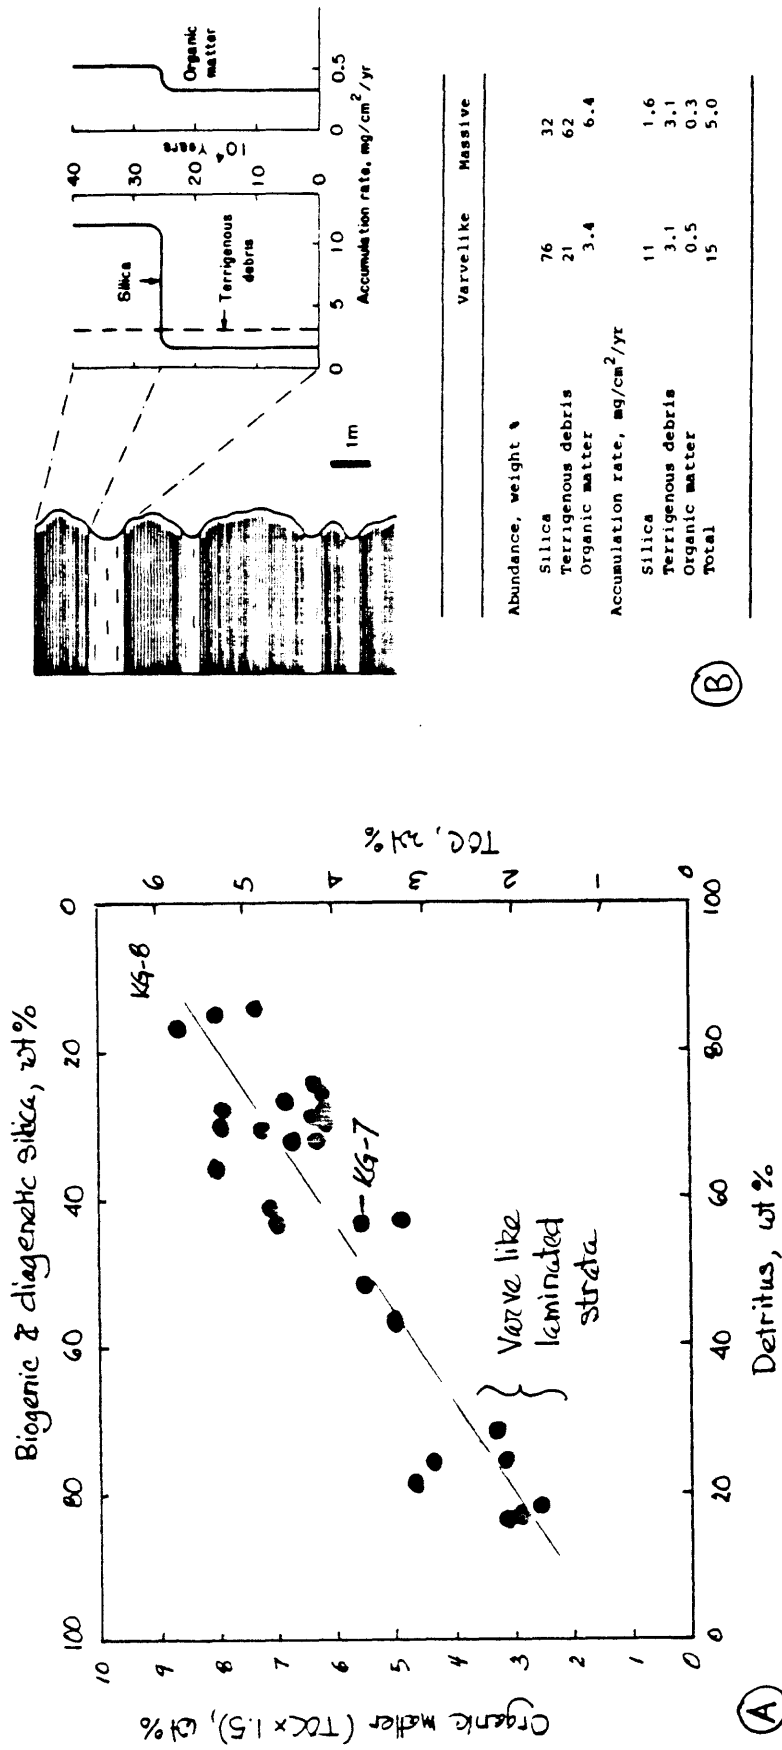 Biogenic & diagenetic silica, wt%
100
80
60
40
20
0
10
9
8
7
6
5
4
3
2
1
0
Organic matter (TOC x 1.5), wt%
KG-8
KG-7
Varve like
laminated
strata
6
5
4
3
2
1
0
TOC, wt%
0
20
40
60
80
100
Detritus, wt%
A
1m
40
30
20
10
0
10⁴ Years
Silica
Terrigenous
debris
Organic
matter
0 5 10
0 0.5
Accumulation rate, mg/cm²/yr
Varvelike Massive
Abundance, weight %
Silica 76 32
Terrigenous debris 21 62
Organic matter 3.4 6.4
Accumulation rate, mg/cm²/yr
Silica 11 1.6
Terrigenous debris 3.1 3.1
Organic matter 0.5 0.3
Total 15 5.0
B